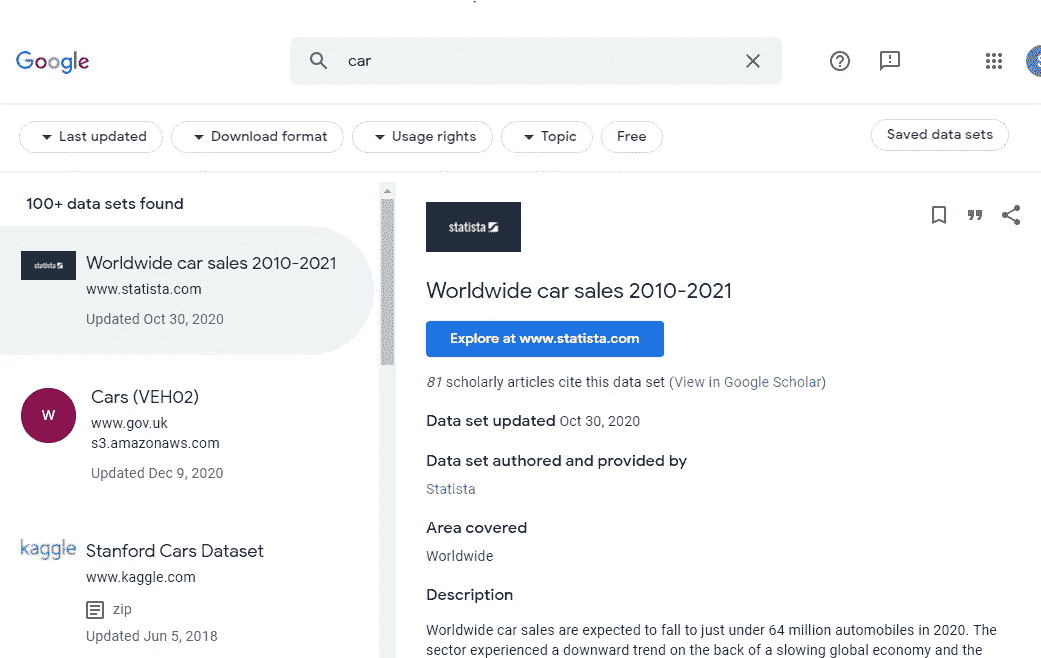 Google
car
Last updated
Download format
Usage rights
Topic
Free
Saved data sets
100+ data sets found
statista
Worldwide car sales 2010-2021
www.statista.com
Updated Oct 30, 2020
W
Cars (VEH02)
www.gov.uk
s3.amazonaws.com
Updated Dec 9, 2020
kaggle
Stanford Cars Dataset
www.kaggle.com
zip
Updated Jun 5, 2018
statista
Worldwide car sales 2010-2021
Explore at www.statista.com
81 scholarly articles cite this data set (View in Google Scholar)
Data set updated Oct 30, 2020
Data set authored and provided by
Statista
Area covered
Worldwide
Description
Worldwide car sales are expected to fall to just under 64 million automobiles in 2020. The
sector experienced a downward trend on the back of a slowing global economy and the